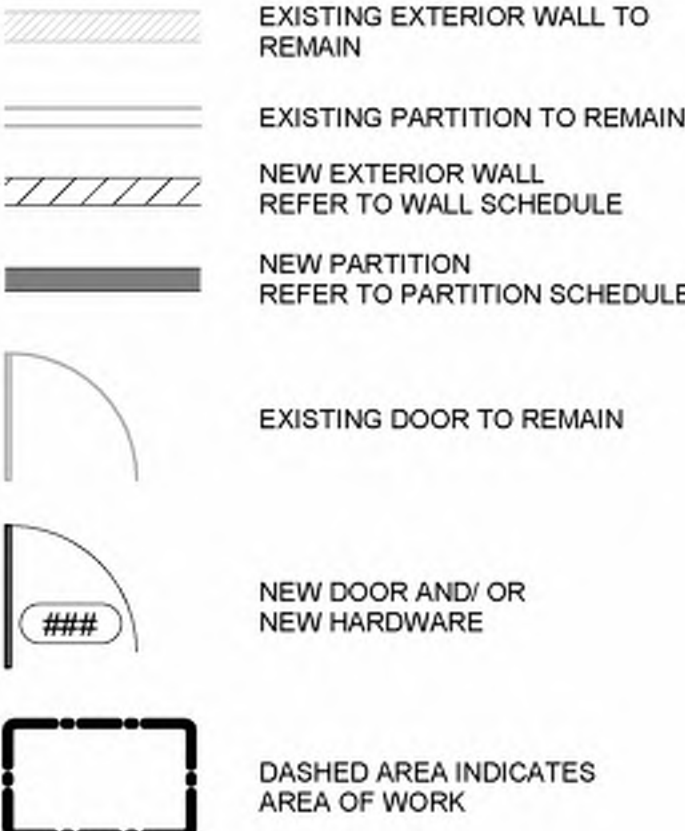 EXISTING EXTERIOR WALL TO
REMAIN
EXISTING PARTITION TO REMAIN
NEW EXTERIOR WALL
REFER TO WALL SCHEDULE
NEW PARTITION
REFER TO PARTITION SCHEDULE
EXISTING DOOR TO REMAIN
NEW DOOR AND/ OR
NEW HARDWARE
###
DASHED AREA INDICATES
AREA OF WORK